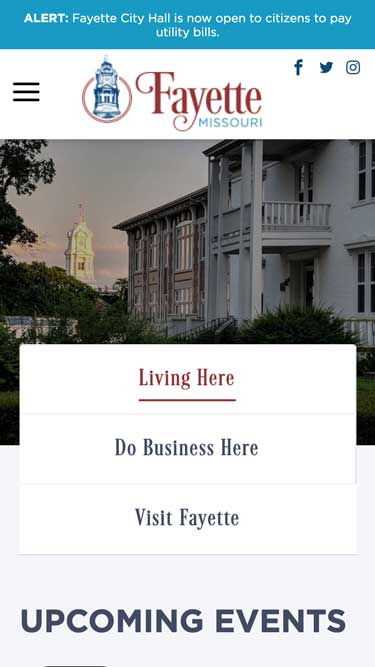 ALERT: Fayette City Hall is now open to citizens to pay
utility bills.
Fayette
MISSOURI
Living Here
Do Business Here
Visit Fayette
UPCOMING EVENTS